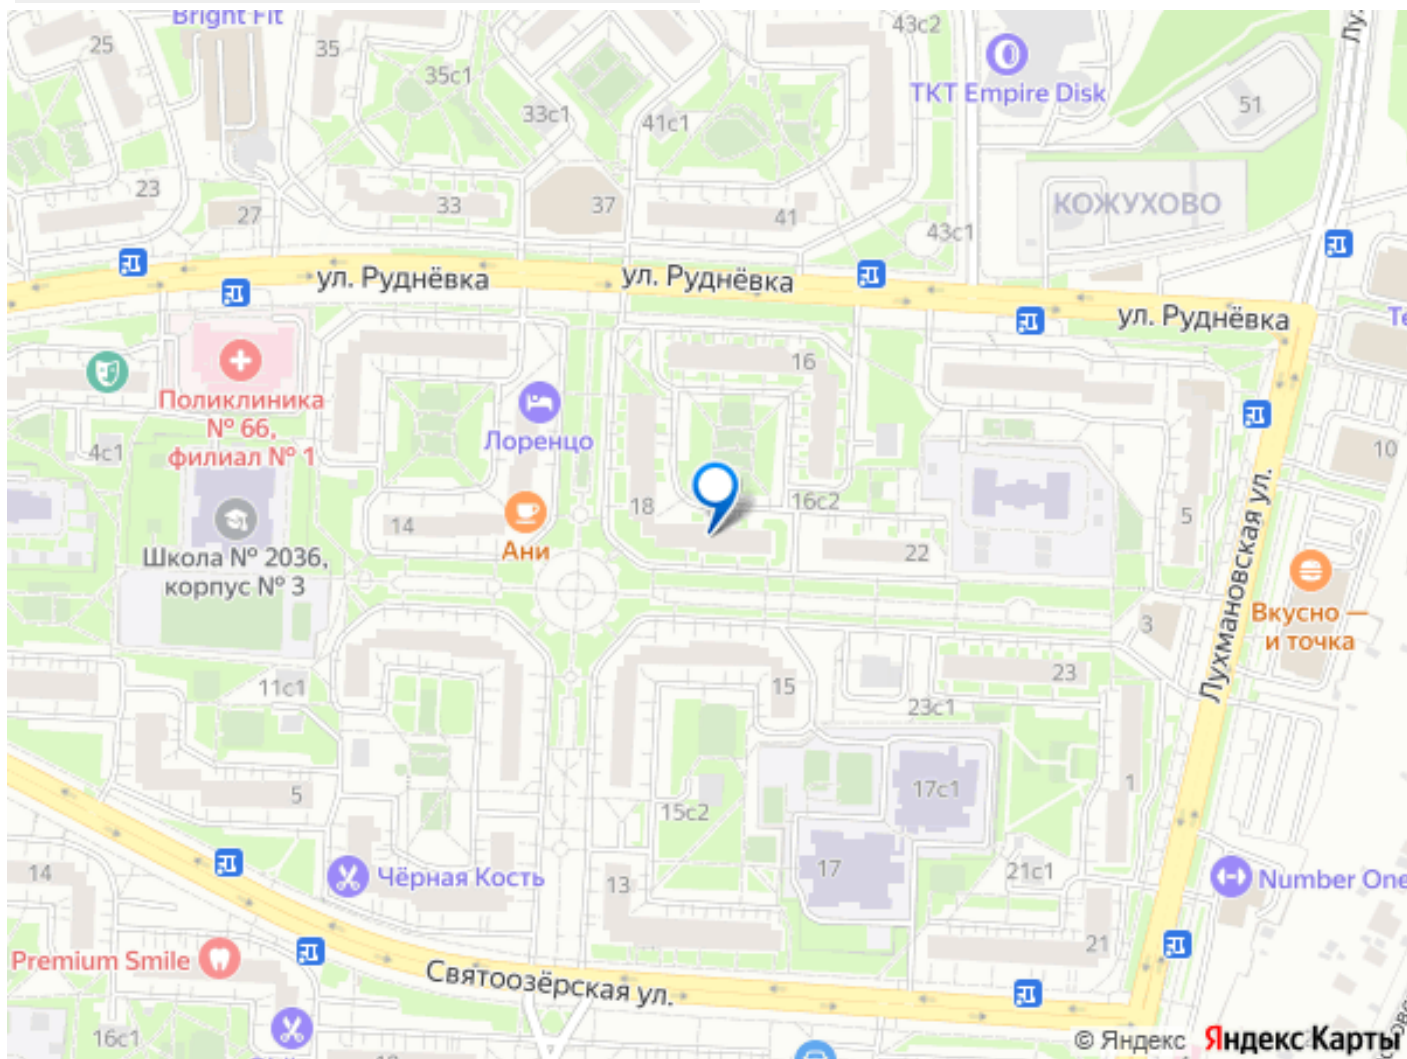 Bright Fit
25
35
35с1
33с1
41с1
43с2
TKT Empire Disk
51
23
27
33
37
41
43с1
КОЖУХОВО
ул. Руднёвка
ул. Руднёвка
ул. Руднёвка
Поликлиника
№ 66,
филиал № 1
4с1
Лоренцо
16
10
18
16с2
5
14
Ани
22
Школа № 2036,
корпус № 3
Лухмановская ул.
Вкусно —
и точка
3
11с1
15
23
23с1
5
15с2
17с1
1
14
Чёрная Кость
13
17
21с1
Number One
Premium Smile
21
Святоозёрская ул.
16с1
© Яндекс Яндекс Карты